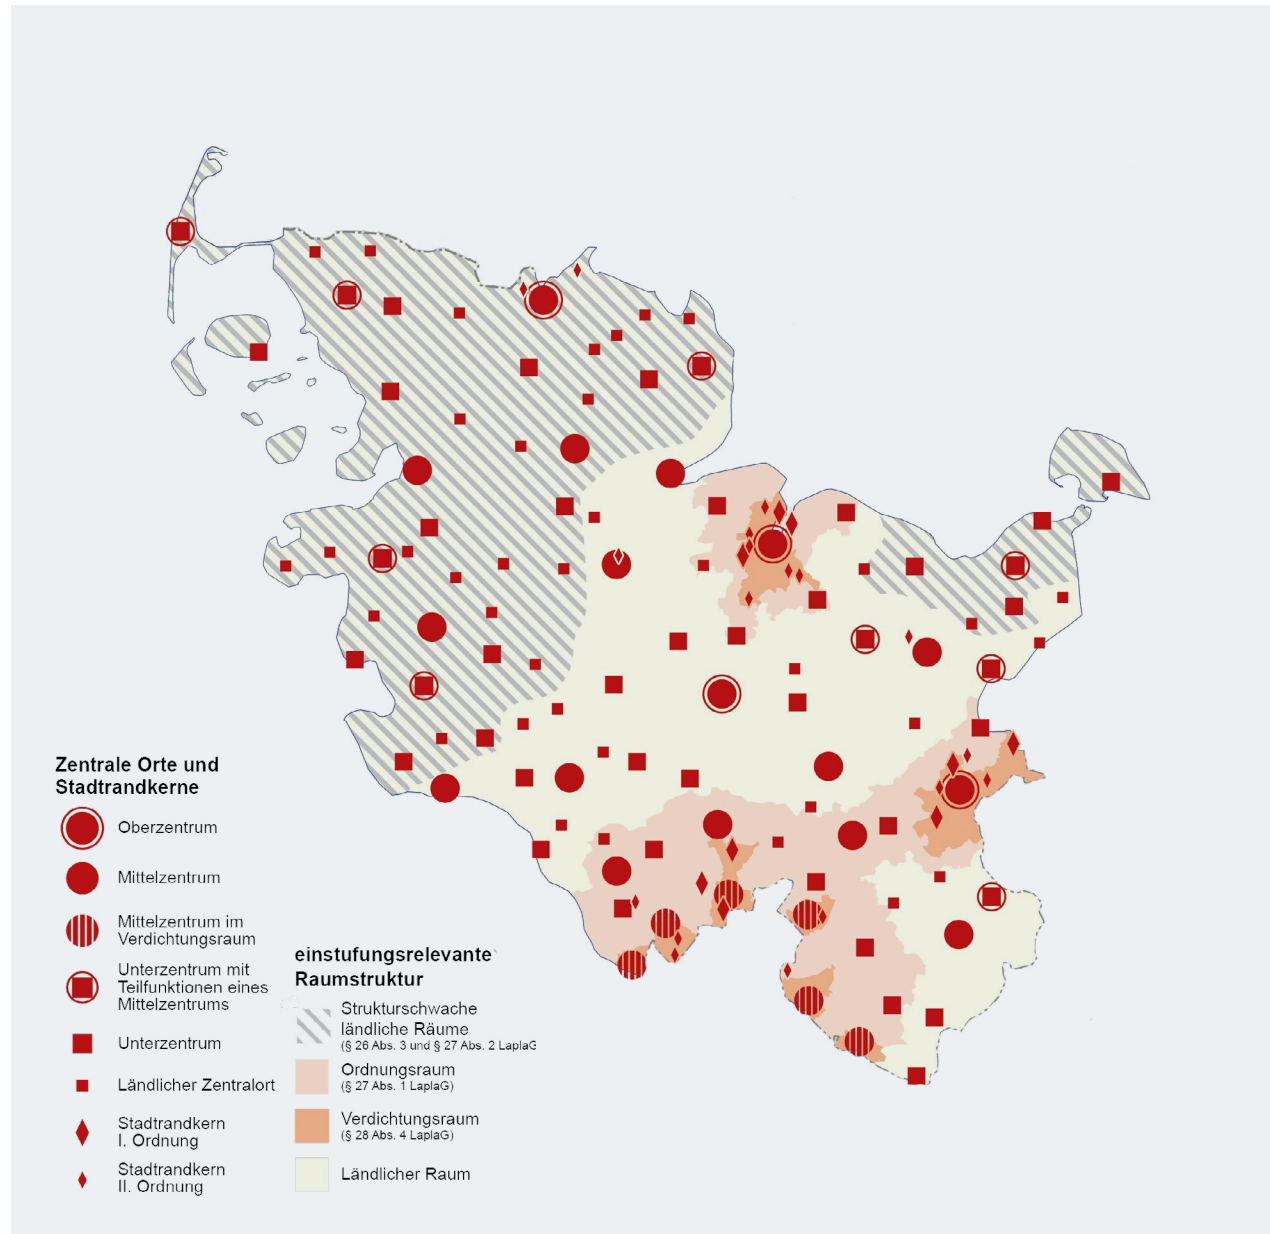 Zentrale Orte und
Stadtrandkerne
Oberzentrum
Mittelzentrum
Mittelzentrum im
Verdichtungsraum
Unterzentrum mit
Teilfunktionen eines
Mittelzentrums
Unterzentrum
Ländlicher Zentralort
Stadtrandkern
I. Ordnung
Stadtrandkern
II. Ordnung
einstufungsrelevante
Raumstruktur
Strukturschwache
ländliche Räume
(§ 26 Abs. 3 und § 27 Abs. 2 LaplaG
Ordnungsraum
(§ 27 Abs. 1 LaplaG)
Verdichtungsraum
(§ 28 Abs. 4 LaplaG)
Ländlicher Raum